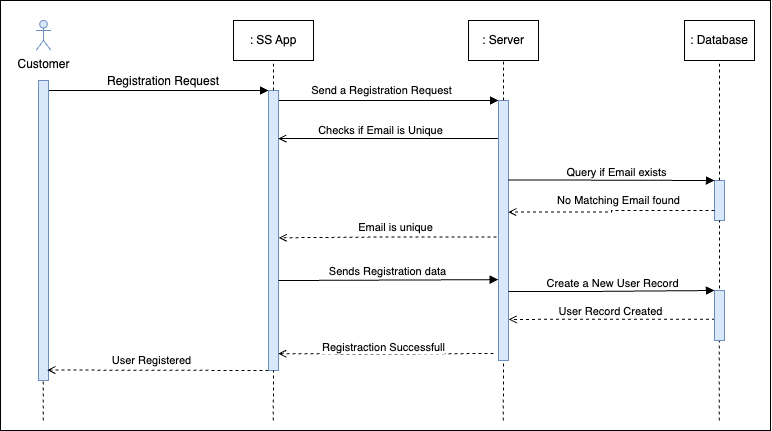 : SS App
: Server
: Database
Customer
Registration Request
Send a Registration Request
Checks if Email is Unique
Query if Email exists
No Matching Email found
Email is unique
Sends Registration data
Create a New User Record
User Record Created
Registraction Successfull
User Registered